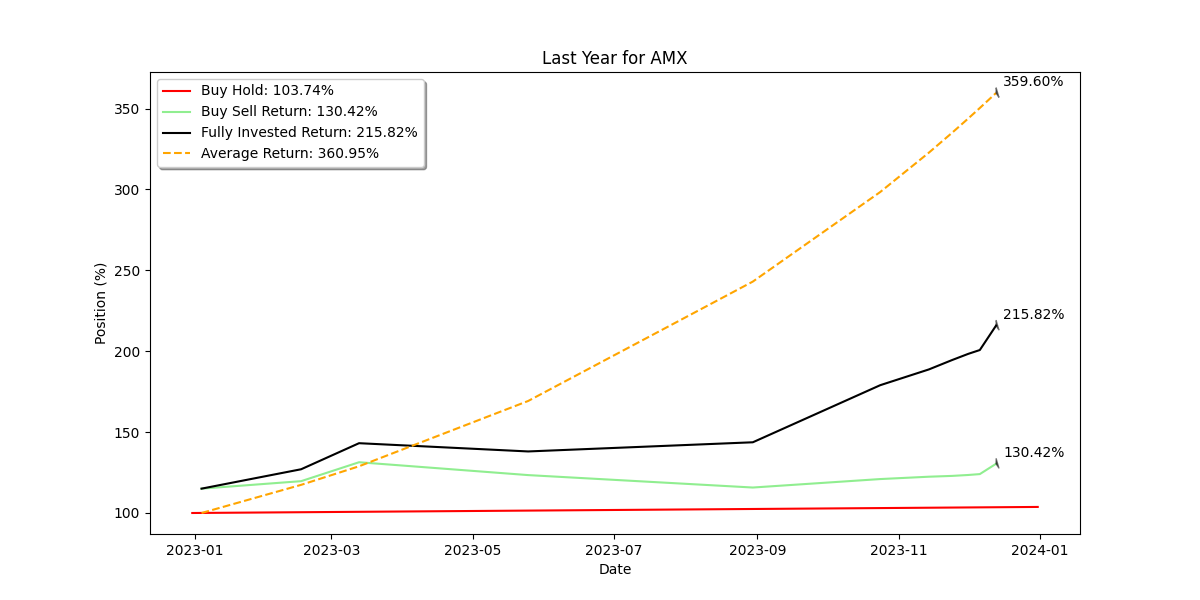 Last Year for AMX
Buy Hold: 103.74%
Buy Sell Return: 130.42%
Fully Invested Return: 215.82%
Average Return: 360.95%
359.60%
215.82%
130.42%
Position (%)
350
300
250
200
150
100
2023-01 2023-03 2023-05 2023-07 2023-09 2023-11 2024-01
Date